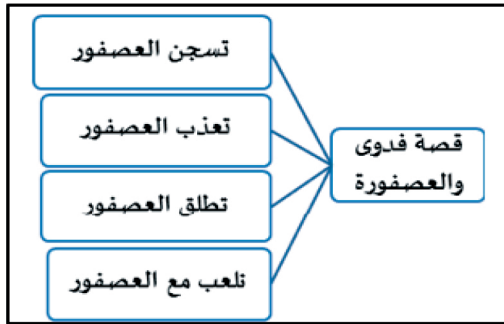 قصة فدوى
والعصفورة
تسجن العصفور
تعذب العصفور
تطلق العصفور
تلعب مع العصفور